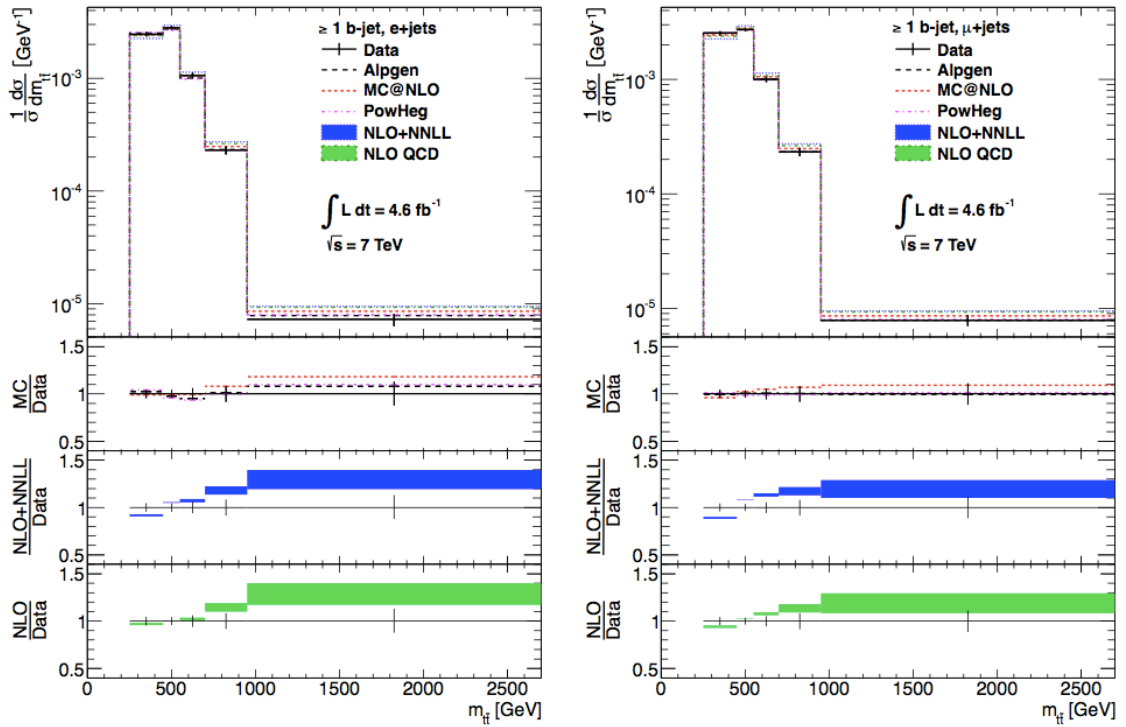 ≥ 1 b-jet, e+jets
Data
Alpgen
MC@NLO
PowHeg
NLO+NNLL
NLO QCD
∫ L dt = 4.6 fb⁻¹
√s = 7 TeV
1/σ dσ/dm_tt̄ [GeV⁻¹]
10⁻³
10⁻⁴
10⁻⁵
MC/Data
1.5
1
0.5
NLO+NNLL/Data
1.5
1
0.5
NLO/Data
1.5
1
0.5
0 500 1000 1500 2000 2500
m_tt̄ [GeV]
≥ 1 b-jet, μ+jets
Data
Alpgen
MC@NLO
PowHeg
NLO+NNLL
NLO QCD
∫ L dt = 4.6 fb⁻¹
√s = 7 TeV
1/σ dσ/dm_tt̄ [GeV⁻¹]
10⁻³
10⁻⁴
10⁻⁵
MC/Data
1.5
1
0.5
NLO+NNLL/Data
1.5
1
0.5
NLO/Data
1.5
1
0.5
0 500 1000 1500 2000 2500
m_tt̄ [GeV]